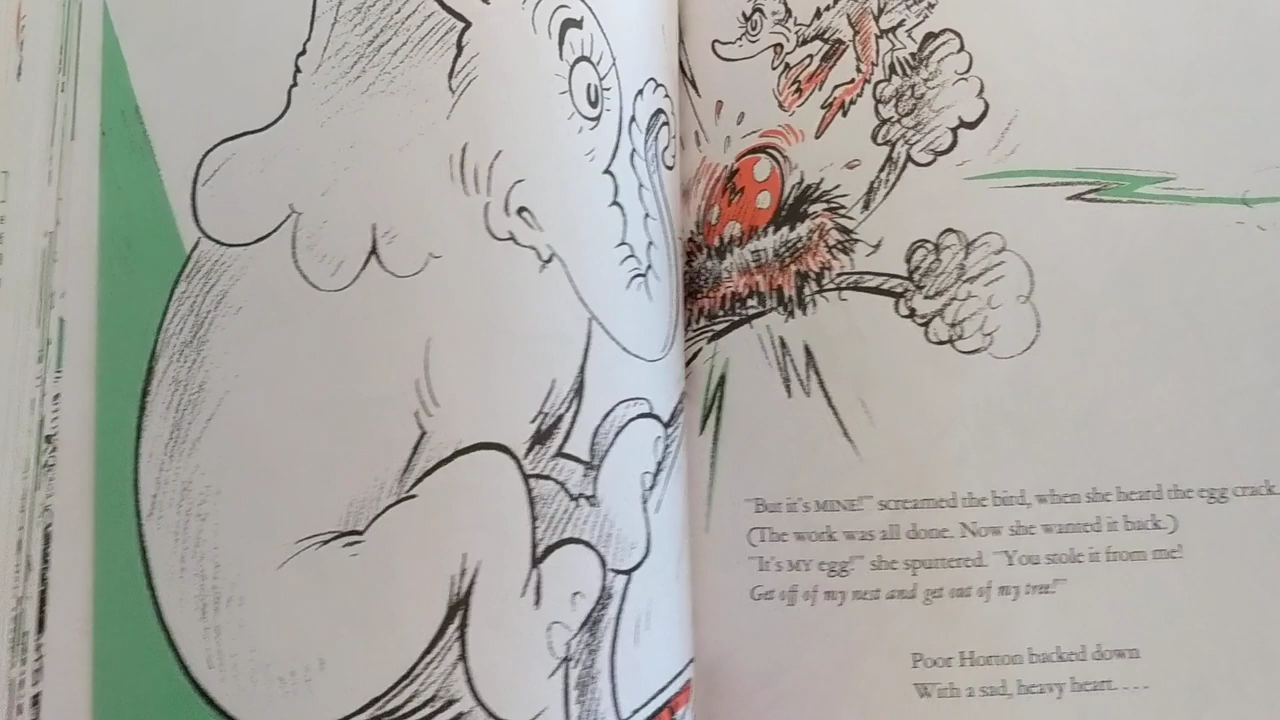 "But it's MINE!" screamed the bird, when she heard the egg crack.
(The work was all done. Now she wanted it back.)
"It's MY egg!" she sputtered. "You stole it from me!
Get off of my nest and get out of my tree!"
Poor Horton backed down
With a sad, heavy heart. . . .